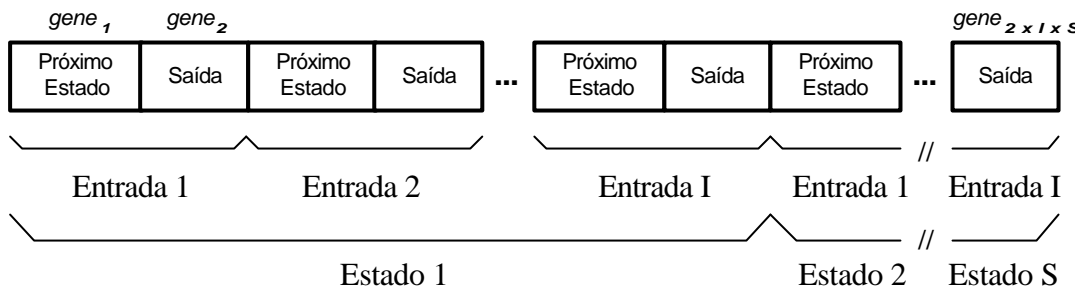 gene 1 gene 2 gene 2 x I x S
Próximo Estado Saída Próximo Estado Saída ... Próximo Estado Saída Próximo Estado ... Saída
//
Entrada 1 Entrada 2 Entrada I Entrada 1 Entrada I
//
Estado 1 Estado 2 Estado S